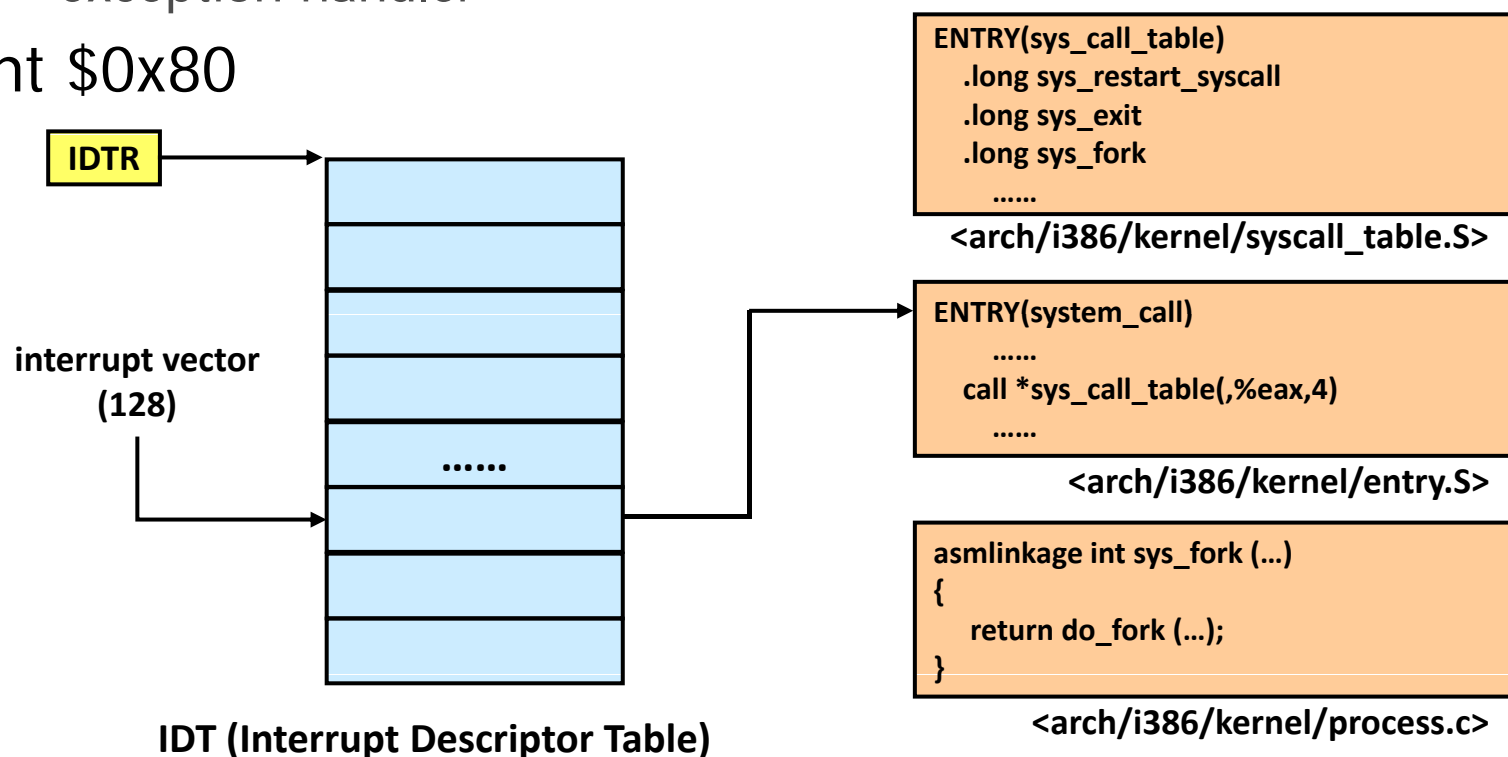 exception handler
nt $0x80
IDTR
interrupt vector
(128)
......
IDT (Interrupt Descriptor Table)
ENTRY(sys_call_table)
.long sys_restart_syscall
.long sys_exit
.long sys_fork
......
<arch/i386/kernel/syscall_table.S>
ENTRY(system_call)
......
call *sys_call_table(,%eax,4)
......
<arch/i386/kernel/entry.S>
asmlinkage int sys_fork (…)
{
return do_fork (…);
}
<arch/i386/kernel/process.c>